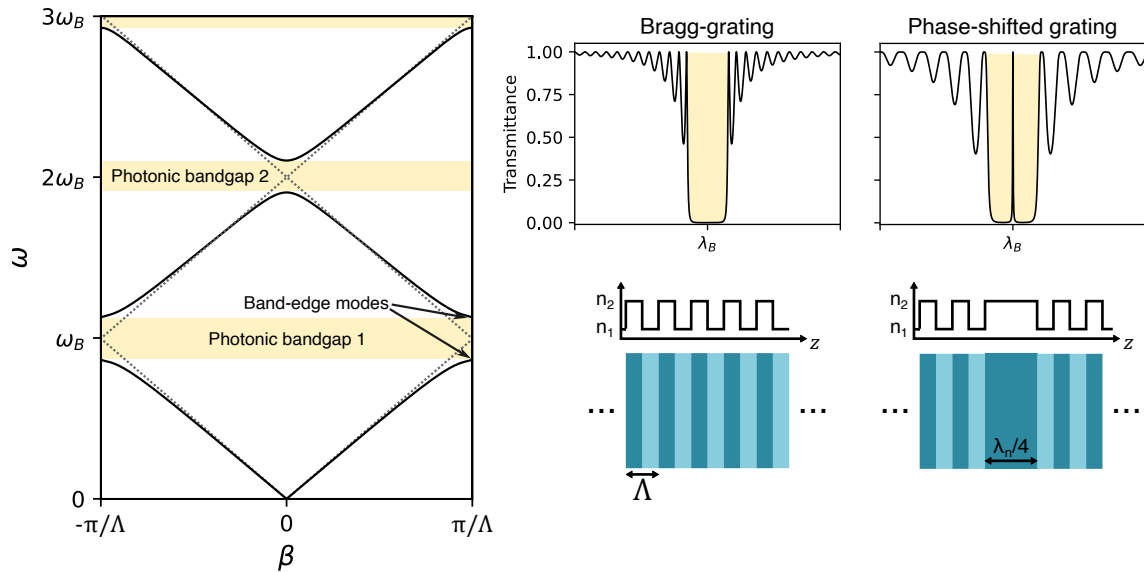 3ω_B
2ω_B
ω_B
0
ω
Photonic bandgap 2
Band-edge modes
Photonic bandgap 1
-π/Λ
0
π/Λ
β
Bragg-grating
1.00
0.75
0.50
0.25
0.00
Transmittance
λ_B
Phase-shifted grating
λ_B
n₂
n₁
z
...
...
Λ
n₂
n₁
z
...
λ_n/4
...